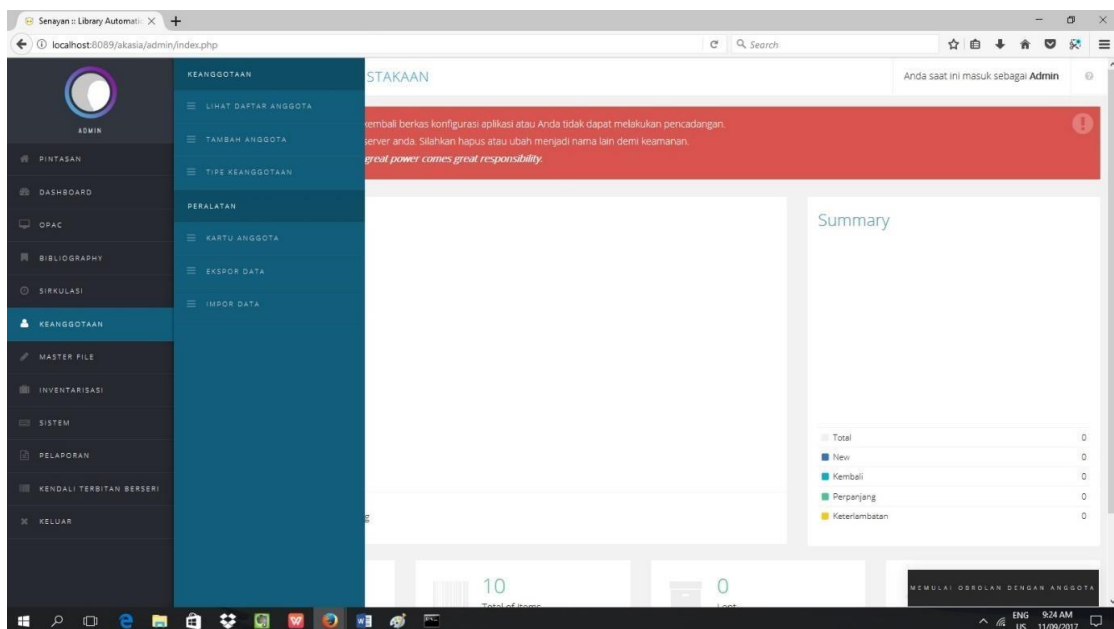 Senayan :: Library Automatic
localhost:8089/akasia/admin/index.php
Search
ADMIN
PINTASAN
DASHBOARD
OPAC
BIBLIOGRAPHY
SIRKULASI
KEANGGOTAAN
MASTER FILE
INVENTARISASI
SISTEM
PELAPORAN
KENDALI TERBITAN BERSERI
KELUAR
KEANGGOTAAN
LIHAT DAFTAR ANGGOTA
TAMBAH ANGGOTA
TIPE KEANGGOTAAN
PERALATAN
KARTU ANGGOTA
EKSPOR DATA
IMPOR DATA
STAKAAN
Anda saat ini masuk sebagai Admin
kembali berkas konfigurasi aplikasi atau Anda tidak dapat melakukan pencadangan.
server anda. Silahkan hapus atau ubah menjadi nama lain demi keamanan.
great power comes great responsibility.
Summary
Total 0
New 0
Kembali 0
Perpanjang 0
Keterlambatan 0
10
Total of Items
0
Lent
MEMULAI OBROLAN DENGAN ANGGOTA
ENG 9:24 AM
US 11/09/2017